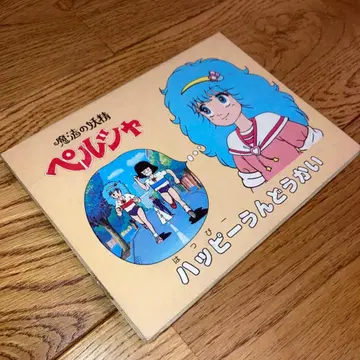 魔法の妖精
ペルシャ
はっぴー
ハッピーうんどうかい